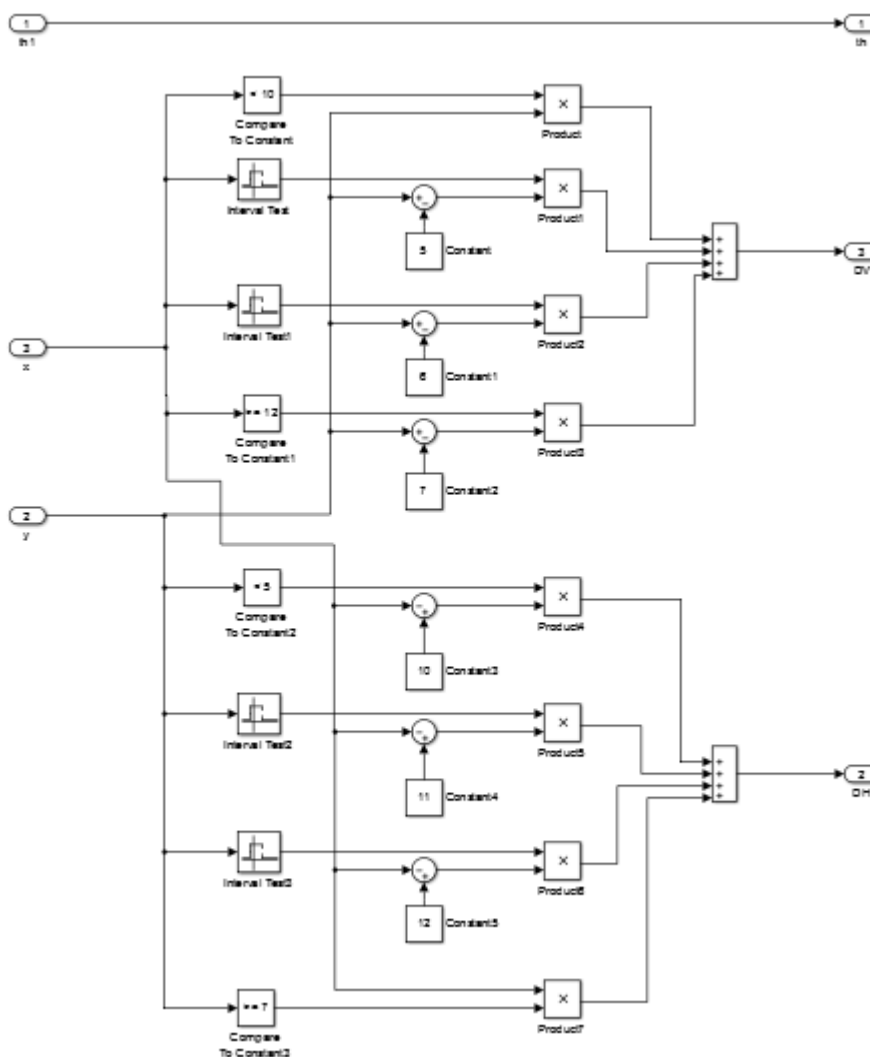 1
1
th1
th
< 10
Compare
To Constant
×
Product
Interval Test
+
-
×
Product1
5
Constant
+
+
+
+
3
DV
Interval Test1
+
-
×
Product2
3
x
6
Constant1
>= 12
Compare
To Constant1
+
-
×
Product3
7
Constant2
2
y
< 5
Compare
To Constant2
-
+
×
Product4
10
Constant3
Interval Test2
-
+
×
Product5
11
Constant4
+
+
+
+
2
DH
Interval Test3
-
+
×
Product6
12
Constant5
>= 7
Compare
To Constant3
×
Product7